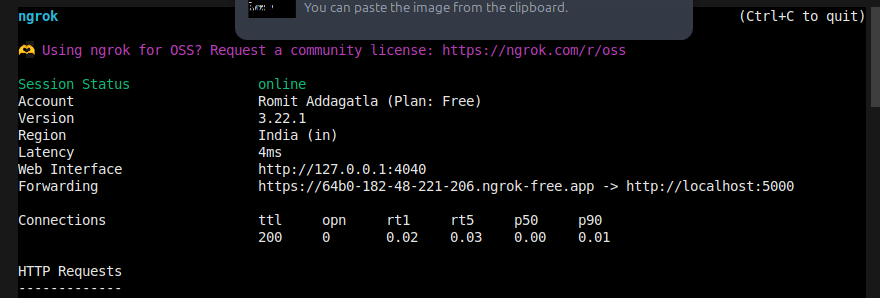 You can paste the image from the clipboard.
ngrok (Ctrl+C to quit)
🫶 Using ngrok for OSS? Request a community license: https://ngrok.com/r/oss
Session Status online
Account Romit Addagatla (Plan: Free)
Version 3.22.1
Region India (in)
Latency 4ms
Web Interface http://127.0.0.1:4040
Forwarding https://64b0-182-48-221-206.ngrok-free.app -> http://localhost:5000
Connections ttl opn rt1 rt5 p50 p90
200 0 0.02 0.03 0.00 0.01
HTTP Requests
-------------